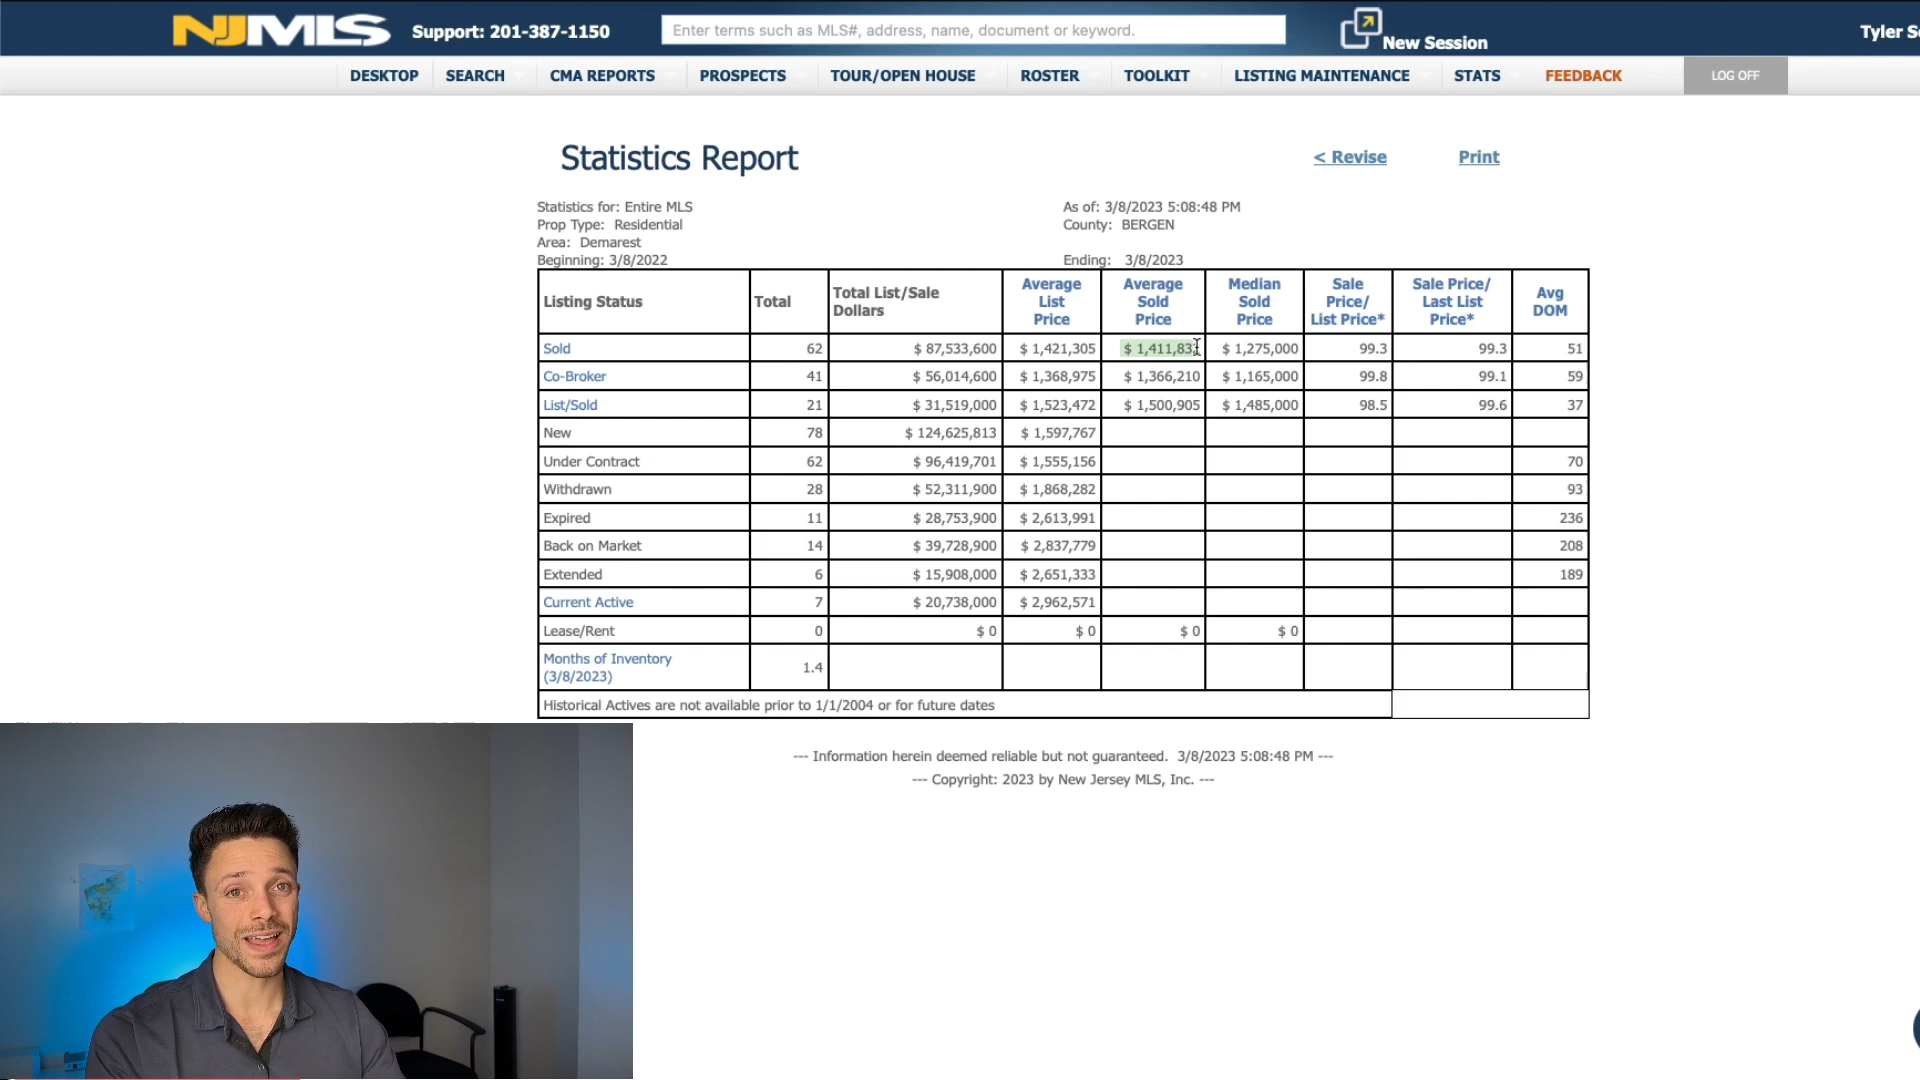 NJMLS Support: 201-387-1150 Enter terms such as MLS#, address, name, document or keyword. New Session Tyler
DESKTOP SEARCH CMA REPORTS PROSPECTS TOUR/OPEN HOUSE ROSTER TOOLKIT LISTING MAINTENANCE STATS FEEDBACK LOG OFF
Statistics Report < Revise Print
Statistics for: Entire MLS As of: 3/8/2023 5:08:48 PM
Prop Type: Residential County: BERGEN
Area: Demarest
Beginning: 3/8/2022 Ending: 3/8/2023
Listing Status Total Total List/Sale Dollars Average List Price Average Sold Price Median Sold Price Sale Price/ List Price* Sale Price/ Last List Price* Avg DOM
Sold 62 $ 87,533,600 $ 1,421,305 $ 1,275,000 99.3 99.3 51
Co-Broker 41 $ 56,014,600 $ 1,368,975 $ 1,366,210 $ 1,165,000 99.8 99.1 59
List/Sold 21 $ 31,519,000 $ 1,523,472 $ 1,500,905 $ 1,485,000 98.5 99.6 37
New 78 $ 124,625,813 $ 1,597,767
Under Contract 62 $ 96,419,701 $ 1,555,156 70
Withdrawn 28 $ 52,311,900 $ 1,868,282 93
Expired 11 $ 28,753,900 $ 2,613,991 236
Back on Market 14 $ 39,728,900 $ 2,837,779 208
Extended 6 $ 15,908,000 $ 2,651,333 189
Current Active 7 $ 20,738,000 $ 2,962,571
Lease/Rent 0 $ 0 $ 0 $ 0 $ 0
Months of Inventory (3/8/2023) 1.4
Historical Actives are not available prior to 1/1/2004 or for future dates
--- Information herein deemed reliable but not guaranteed. 3/8/2023 5:08:48 PM ---
--- Copyright: 2023 by New Jersey MLS, Inc. ---